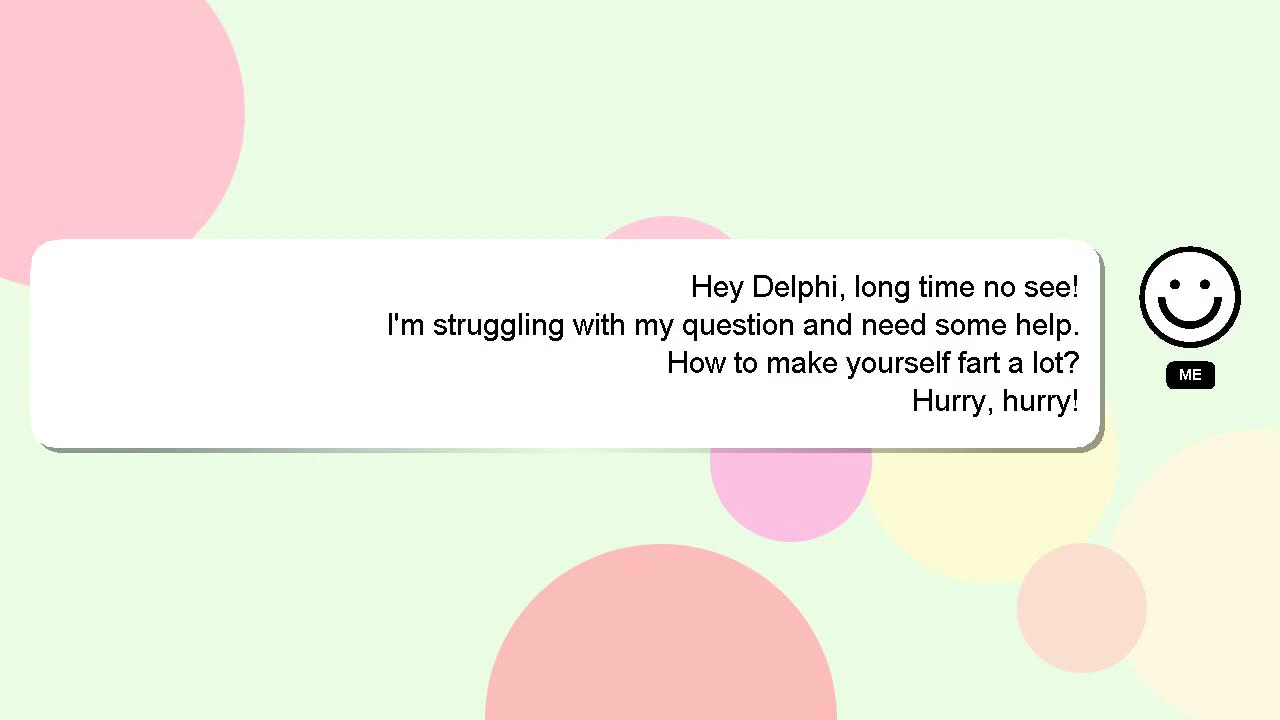 Hey Delphi, long time no see!
I'm struggling with my question and need some help.
How to make yourself fart a lot?
Hurry, hurry!
ME